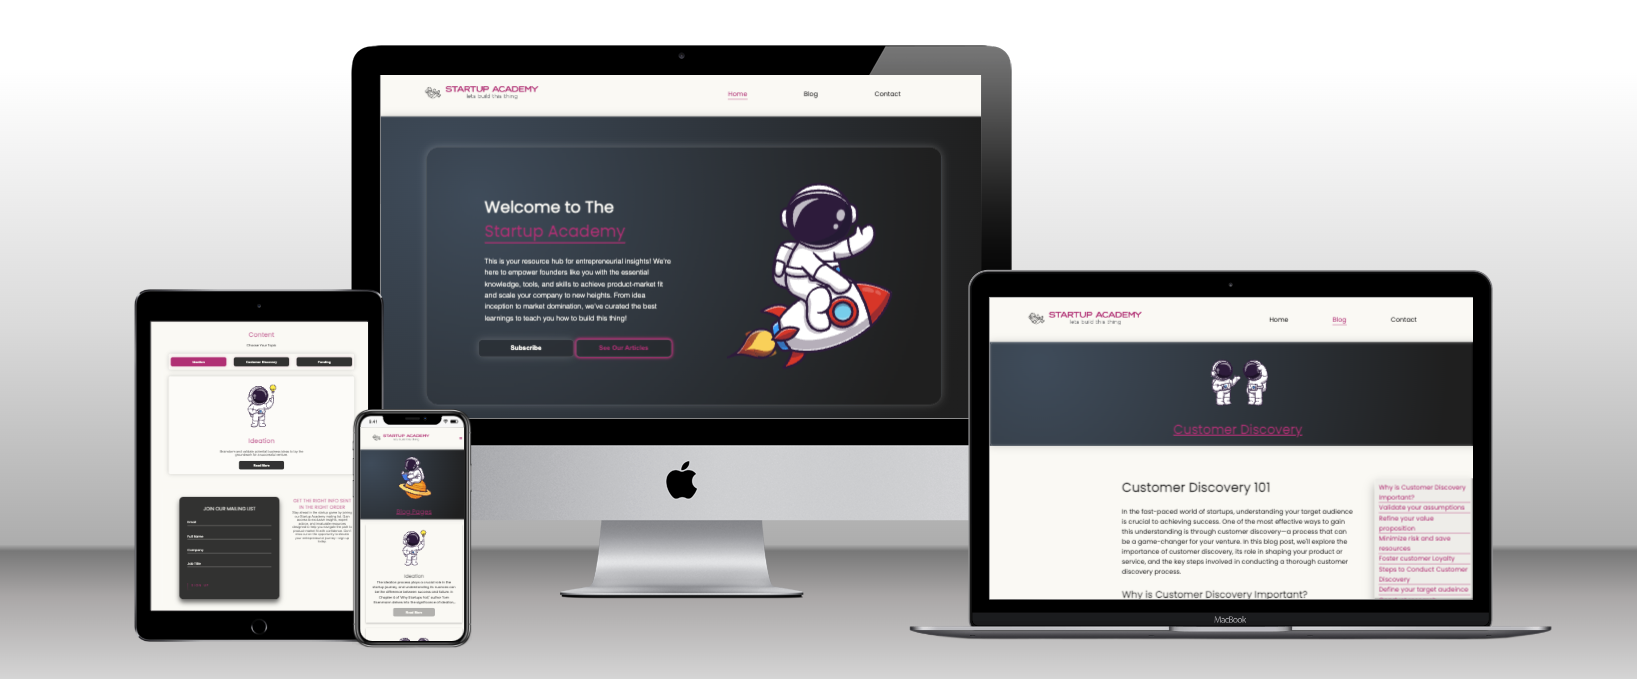 STARTUP ACADEMY
lets build this thing
Home
Blog
Contact
Welcome to The
Startup Academy
This is your resource hub for entrepreneurial insights! We're
here to empower founders like you with the essential
knowledge, tools, and skills to achieve product-market fit
and scale your company to new heights. From idea
inception to market domination, we've curated the best
learnings to teach you how to build this thing!
Subscribe
See Our Articles
Content
Choose Your Topic
Ideation
Customer Discovery
Funding
Ideation
Read More
JOIN OUR MAILING LIST
Email
Full Name
Company
Job Title
GET THE RIGHT INFO SENT
IN THE RIGHT ORDER
9:41
STARTUP ACADEMY
Ideation
Read More
STARTUP ACADEMY
lets build this thing
Home
Blog
Contact
Customer Discovery
Customer Discovery 101
In the fast-paced world of startups, understanding your target audience
is crucial to achieving success. One of the most effective ways to gain
this understanding is through customer discovery—a process that can
be a game-changer for your venture. In this blog post, we'll explore the
importance of customer discovery, its role in shaping your product or
service, and the key steps involved in conducting a thorough customer
discovery process.
Why is Customer Discovery Important?
Why is Customer Discovery
Important?
Validate your assumptions
Refine your value
proposition
Minimize risk and save
resources
Foster customer Loyalty
Steps to Conduct Customer
Discovery
Define your target audeince
MacBook